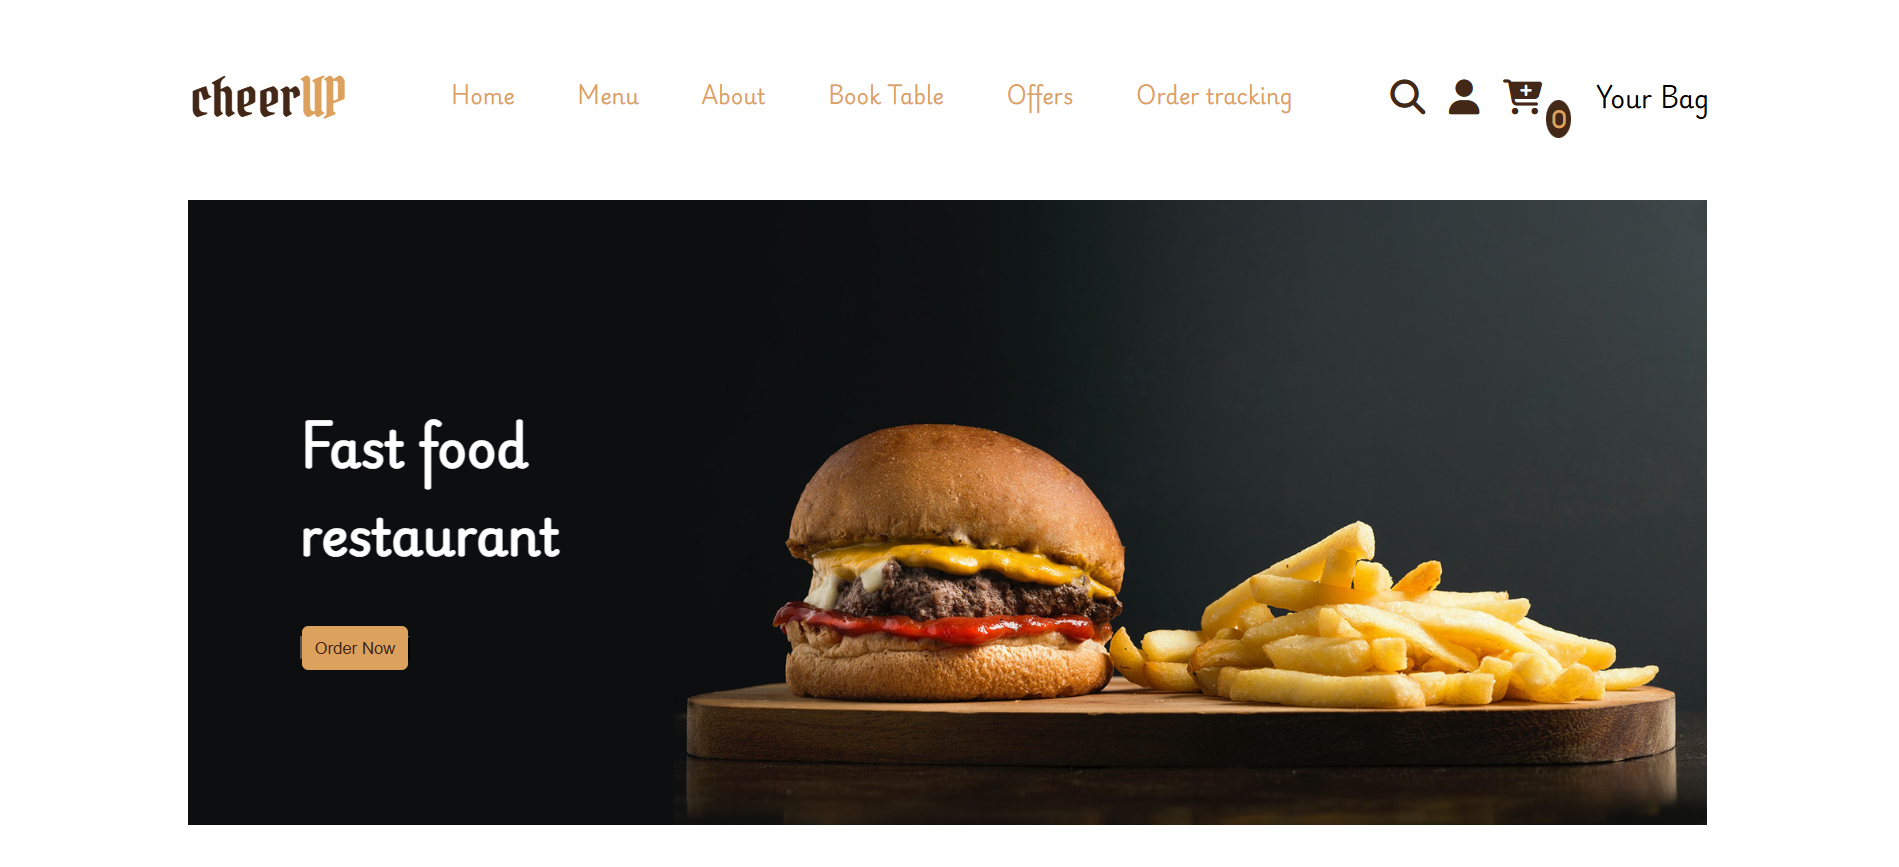 cheerUP
Home Menu About Book Table Offers Order tracking
0 Your Bag
Fast food
restaurant
Order Now